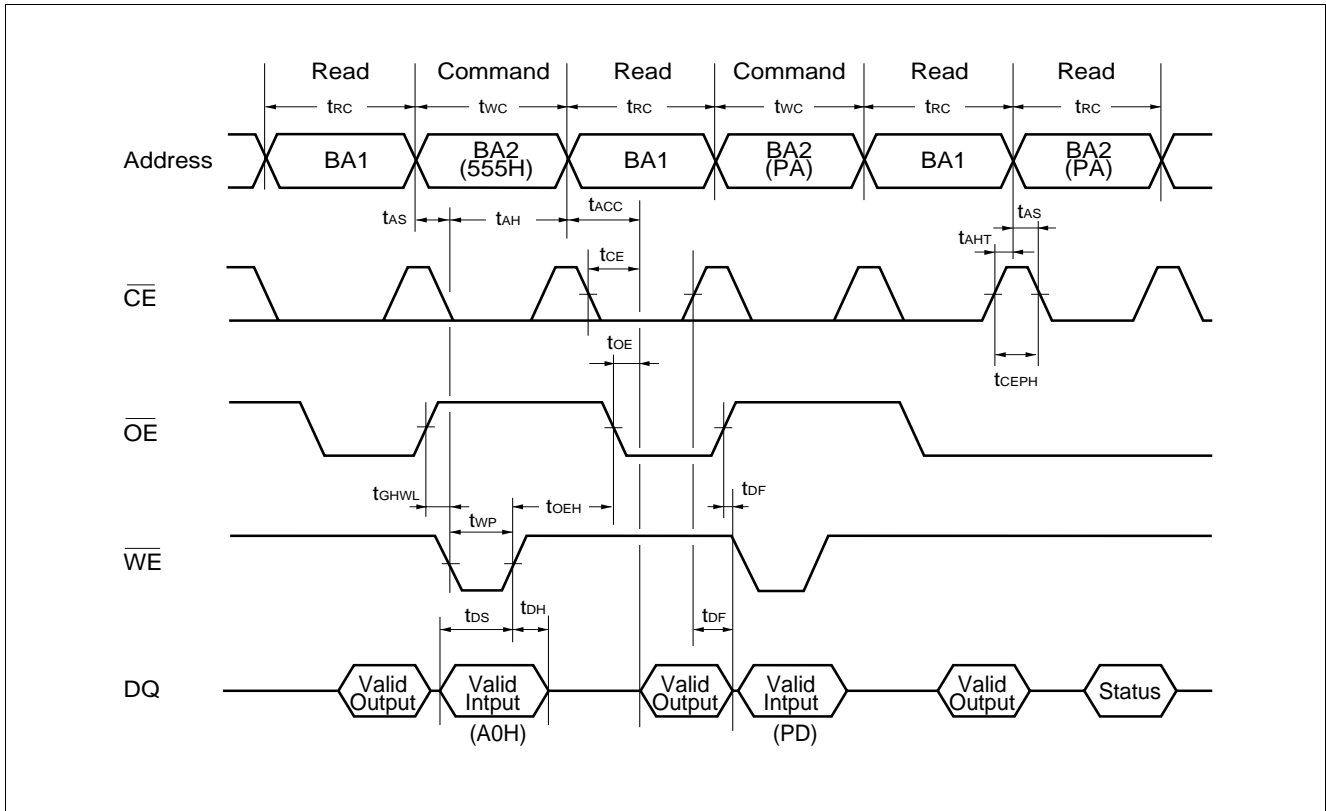 Read Command Read Command Read Read
tRC tWC tRC tWC tRC tRC
Address BA1 BA2 BA1 BA2 BA1 BA2
(555H) (PA) (PA)
tAS tAH tACC tAS
tAHT
tCE
CE
tOE
tCEPH
OE
tGHWL tWP tOEH tDF
WE
tDS tDH tDF
DQ Valid Valid Valid Valid Valid Status
Output Intput Output Intput Output
(A0H) (PD)